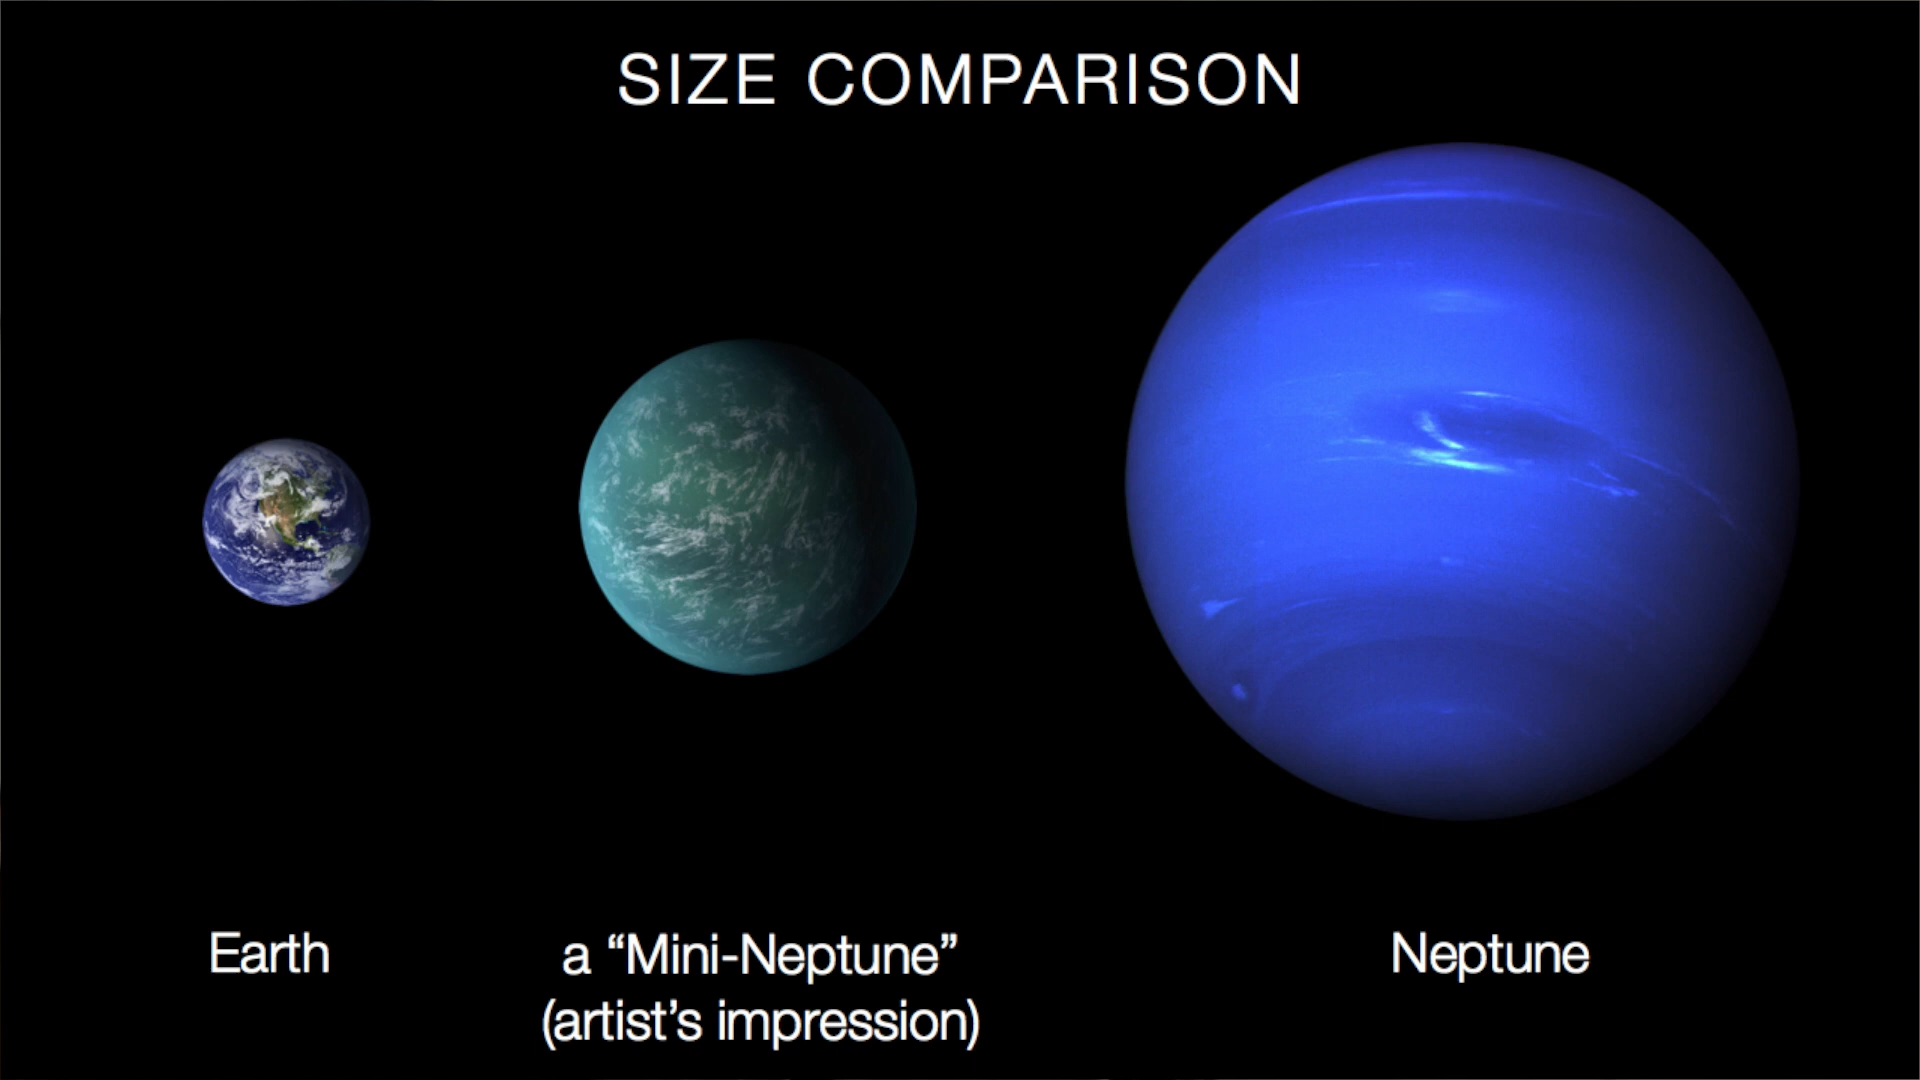 SIZE COMPARISON
Earth
a “Mini-Neptune”
(artist’s impression)
Neptune